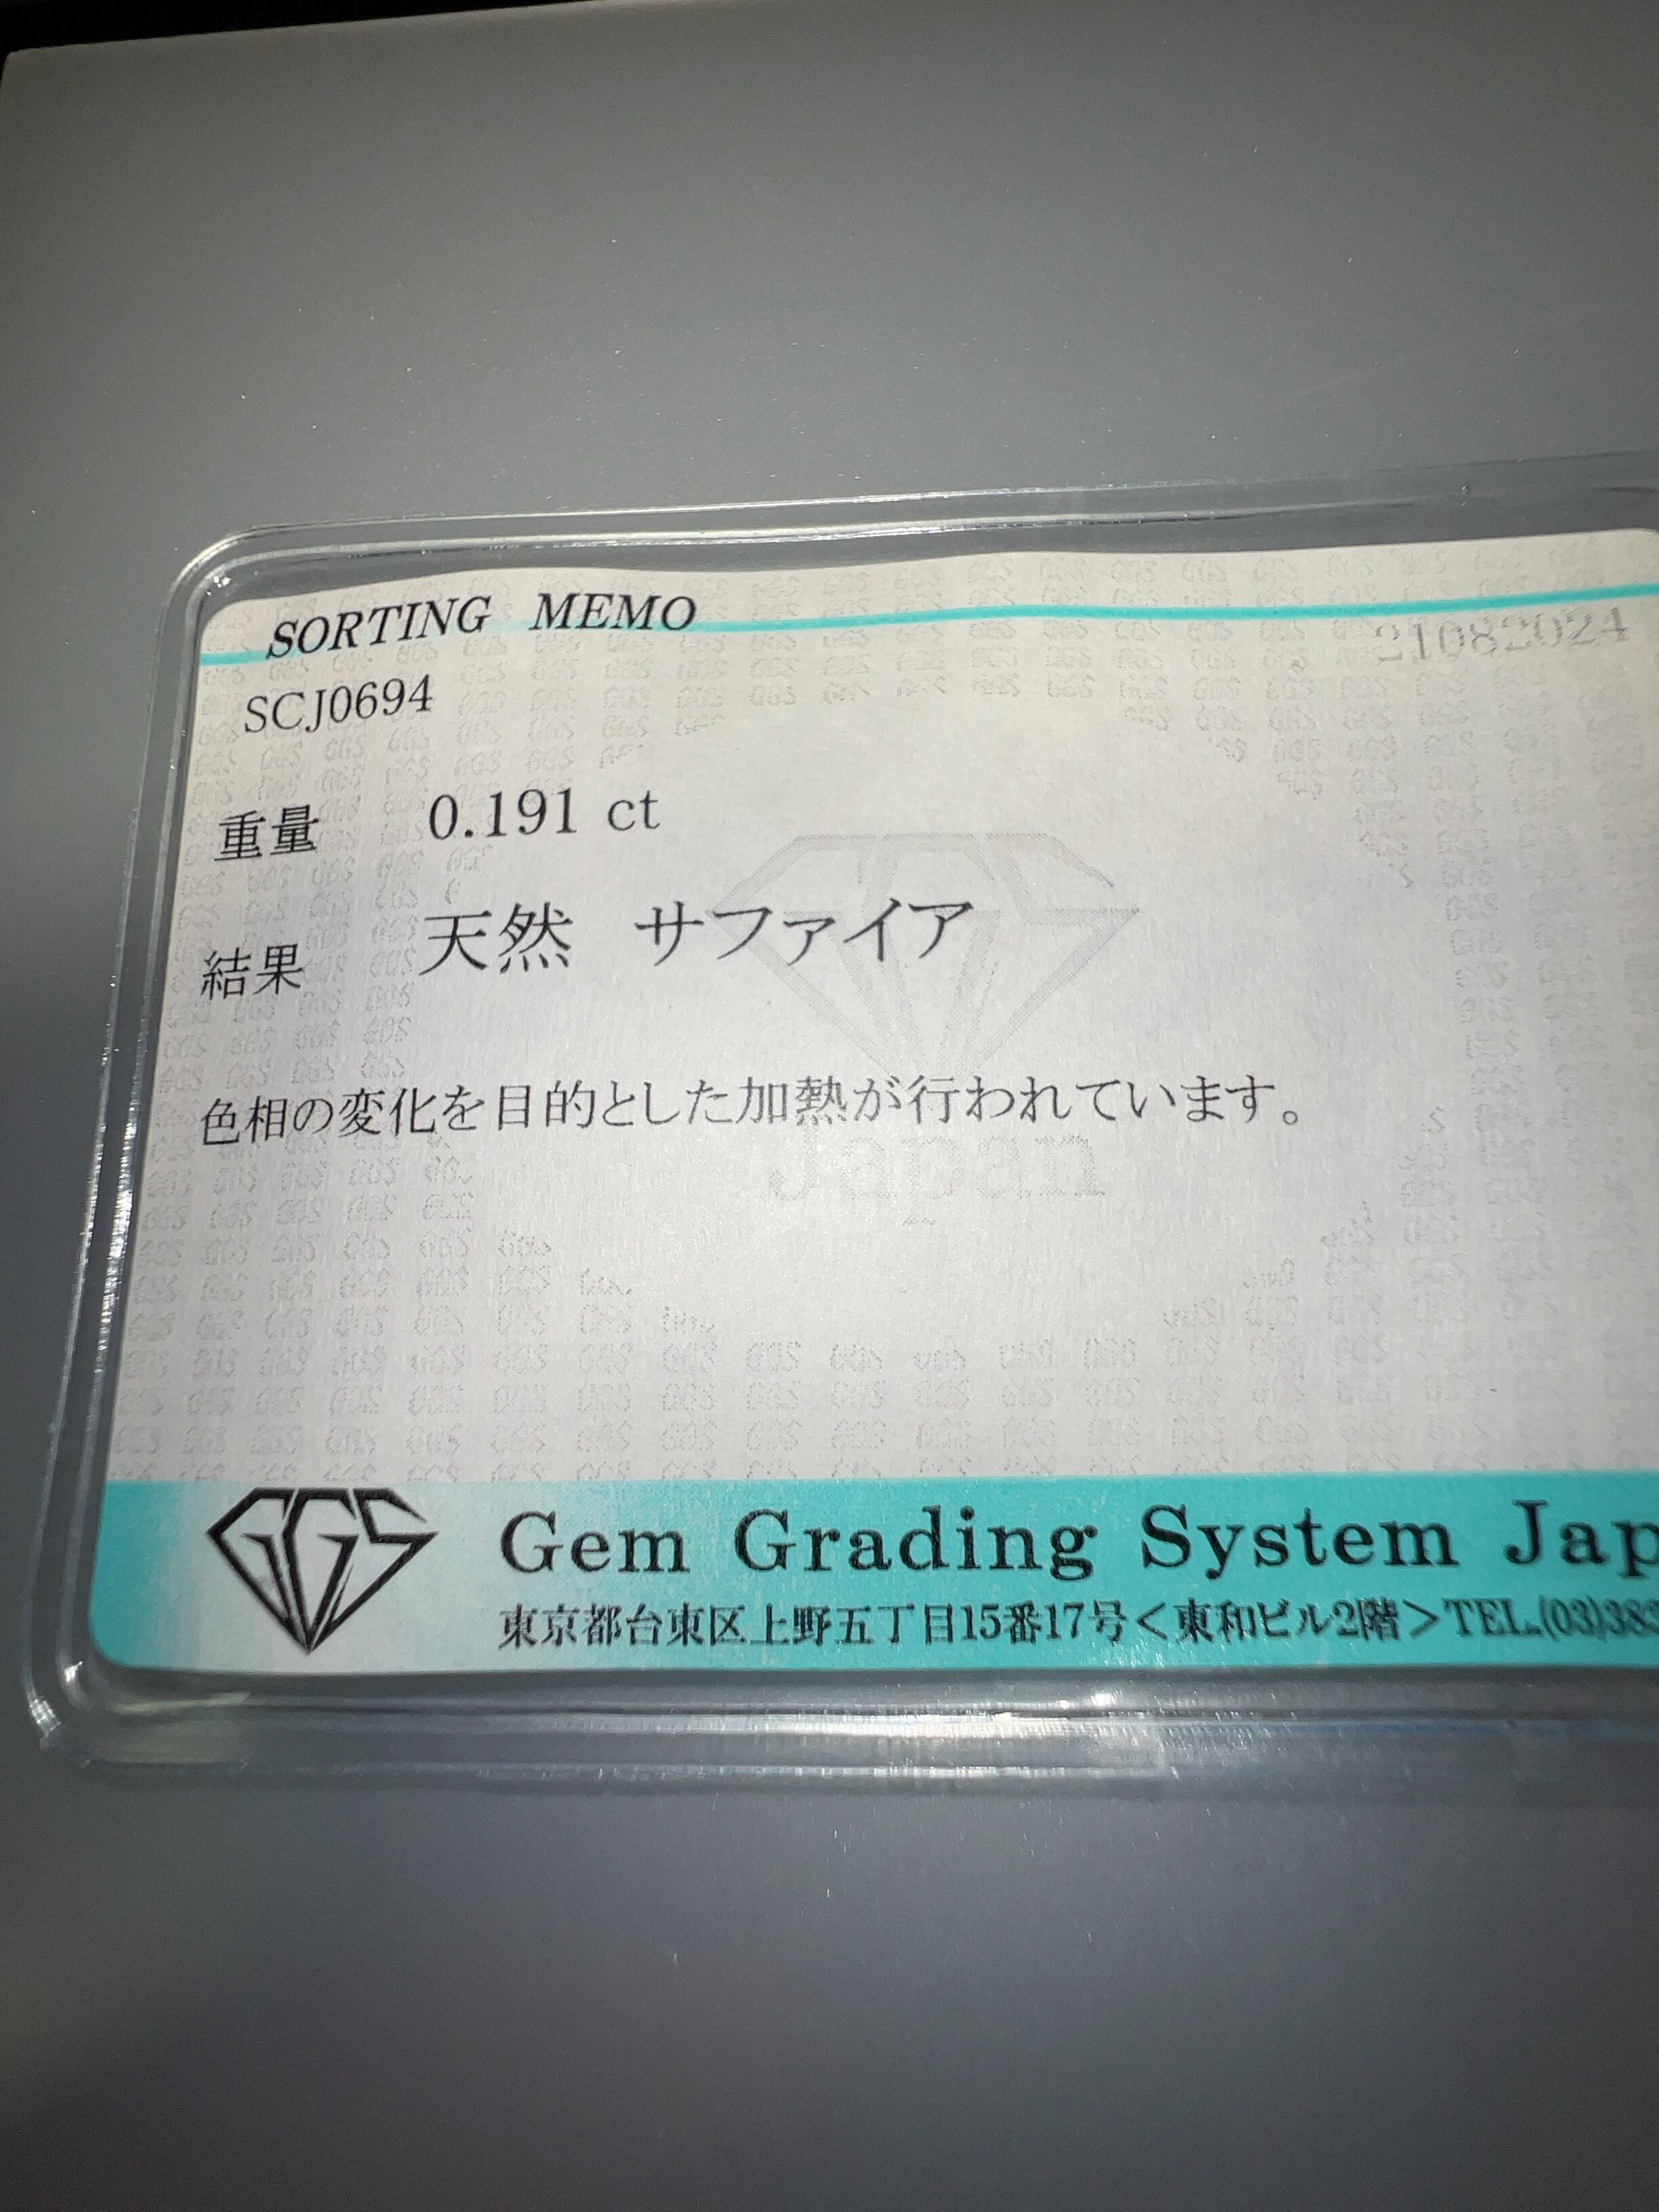 SORTING MEMO
21082024
SCJ0694
重量 0.191 ct
結果 天然 サファイア
色相の変化を目的とした加熱が行われています。
Japan
GGS
Gem Grading System Jap
東京都台東区上野五丁目15番17号＜東和ビル2階＞TEL.(03)383